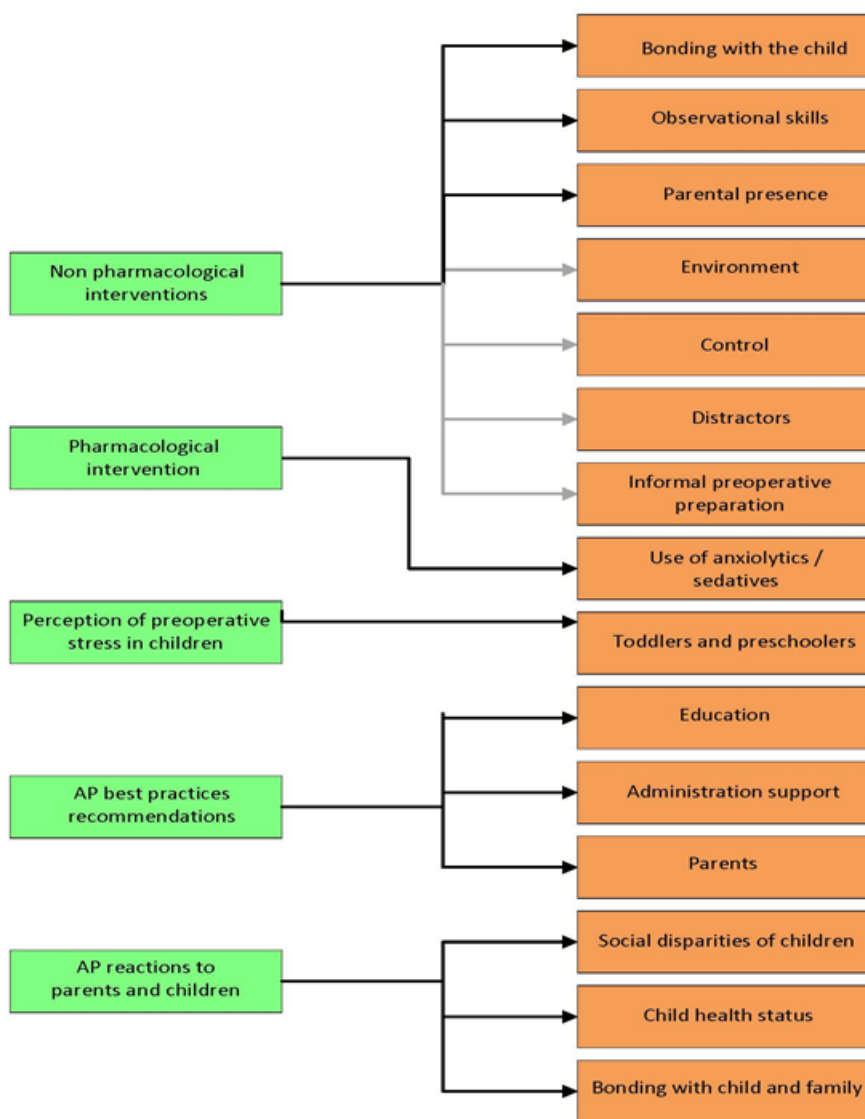 Bonding with the child
Observational skills
Parental presence
Non pharmacological
interventions
Environment
Control
Distractors
Pharmacological
intervention
Informal preoperative
preparation
Use of anxiolytics /
sedatives
Perception of preoperative
stress in children
Toddlers and preschoolers
Education
AP best practices
recommendations
Administration support
Parents
Social disparities of children
AP reactions to
parents and children
Child health status
Bonding with child and family